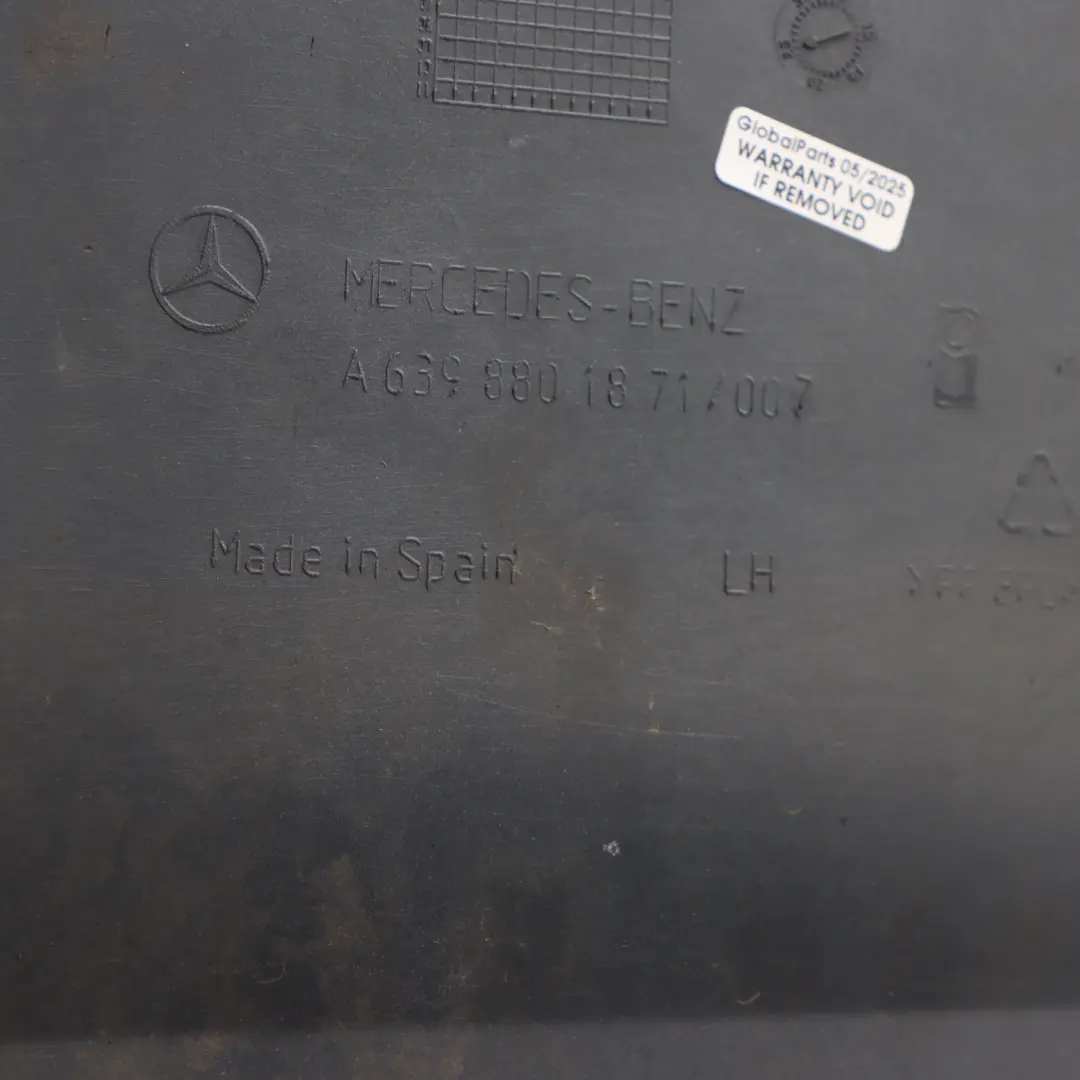 GlobalParts 05/2025
WARRANTY VOID
IF REMOVED
MERCEDES-BENZ
A 639 880 18 71 / 007
Made in Spain
LH